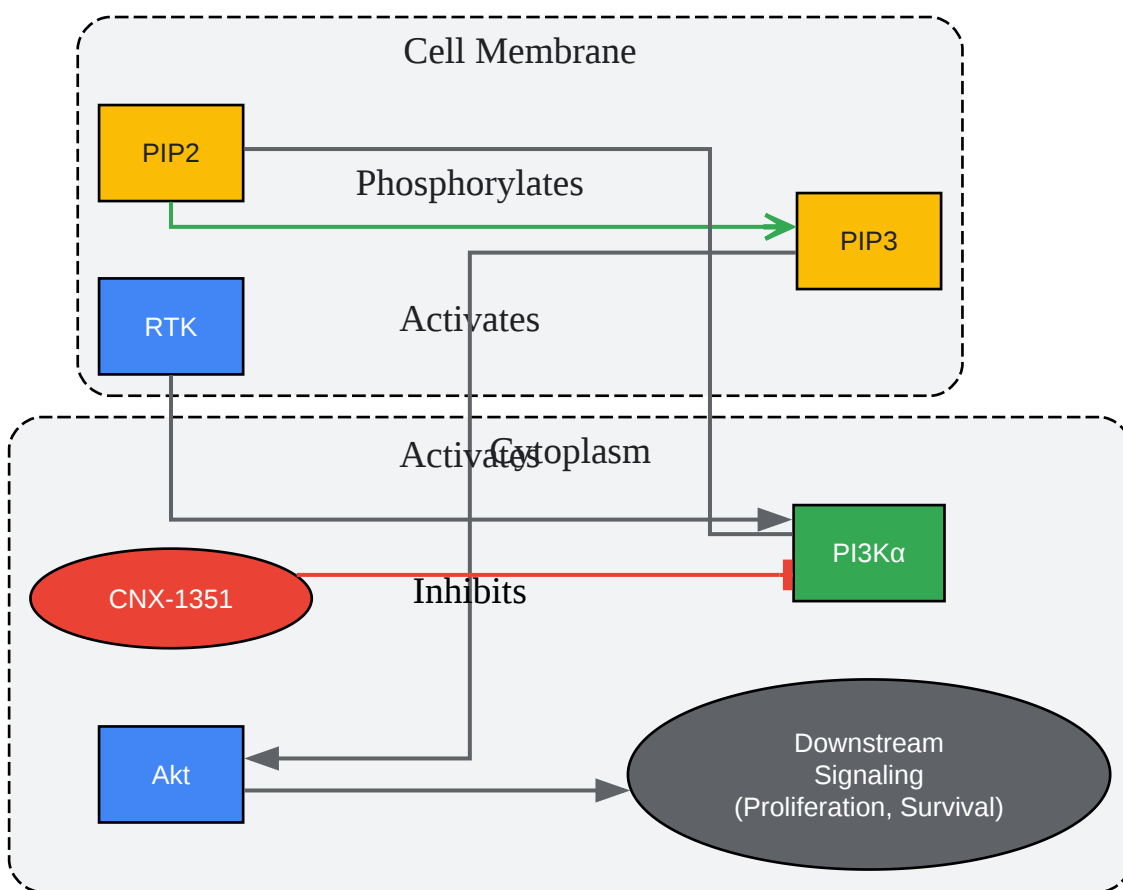 Cell Membrane
PIP2
Phosphorylates
PIP3
RTK
Activates
Activates
Cytoplasm
PI3Kα
CNX-1351
Inhibits
Akt
Downstream
Signaling
(Proliferation, Survival)